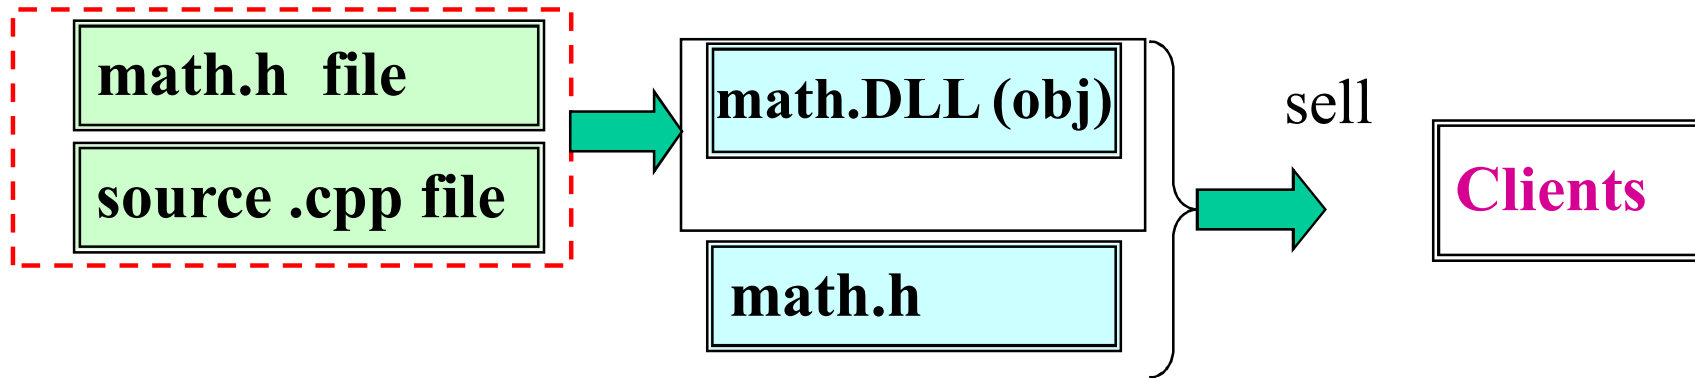 math.h  file
source .cpp file
math.DLL (obj)
math.h
sell
Clients